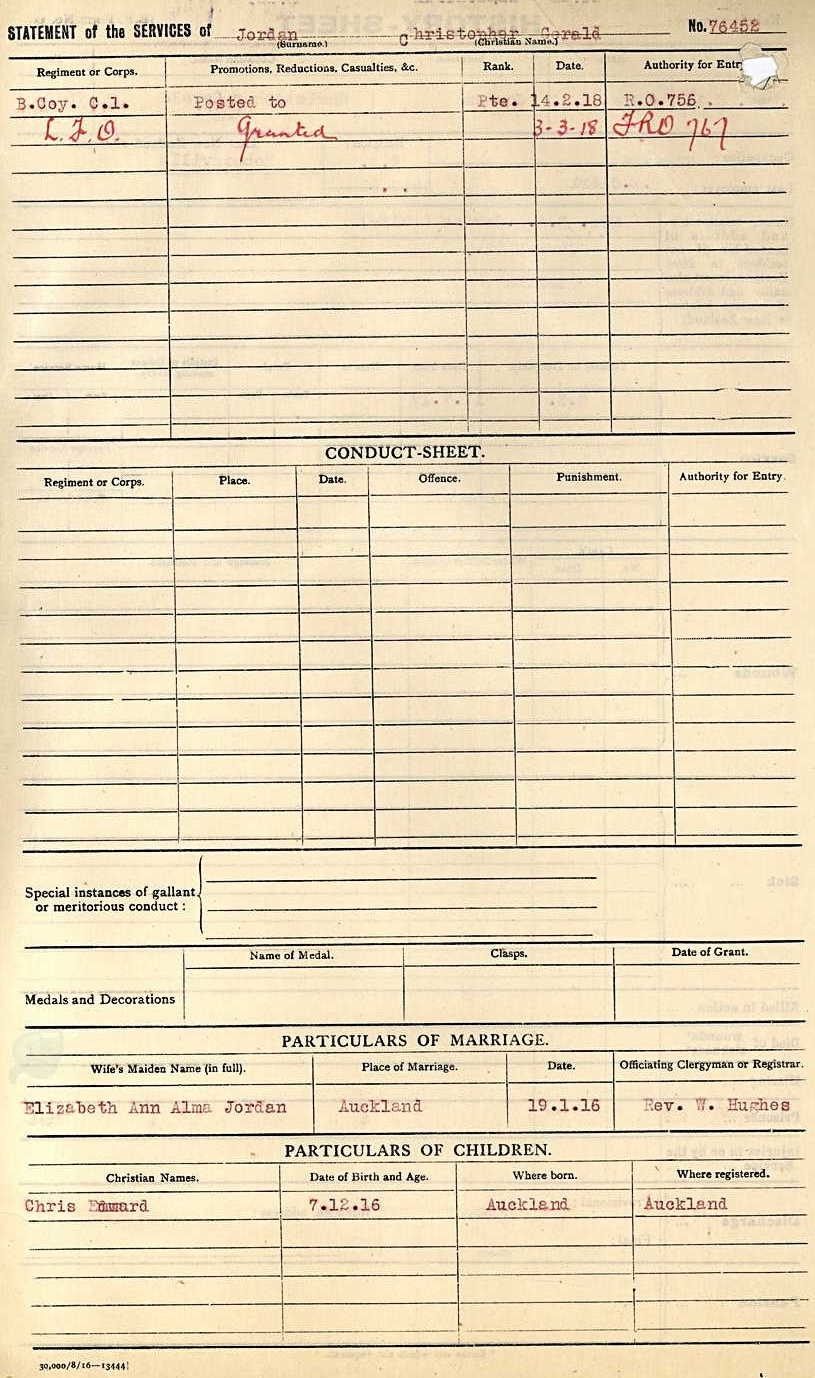 STATEMENT of the SERVICES of Jordan Christopher Gerald No. 76452
(Surname.) (Christian Name.)
Regiment or Corps. Promotions, Reductions, Casualties, &c. Rank. Date. Authority for Entry
B.Coy. C.1. Posted to Pte. 14.2.18 R.O.756.
L. F. O. Granted 3-3-18 FRO 767
CONDUCT-SHEET.
Regiment or Corps. Place. Date. Offence. Punishment. Authority for Entry.
Special instances of gallant
or meritorious conduct :
Name of Medal. Clasps. Date of Grant.
Medals and Decorations
PARTICULARS OF MARRIAGE.
Wife's Maiden Name (in full). Place of Marriage. Date. Officiating Clergyman or Registrar.
Elizabeth Ann Alma Jordan Auckland 19.1.16 Rev. W. Hughes
PARTICULARS OF CHILDREN.
Christian Names. Date of Birth and Age. Where born. Where registered.
Chris Edward 7.12.16 Auckland Auckland
30,000/8/16—13444